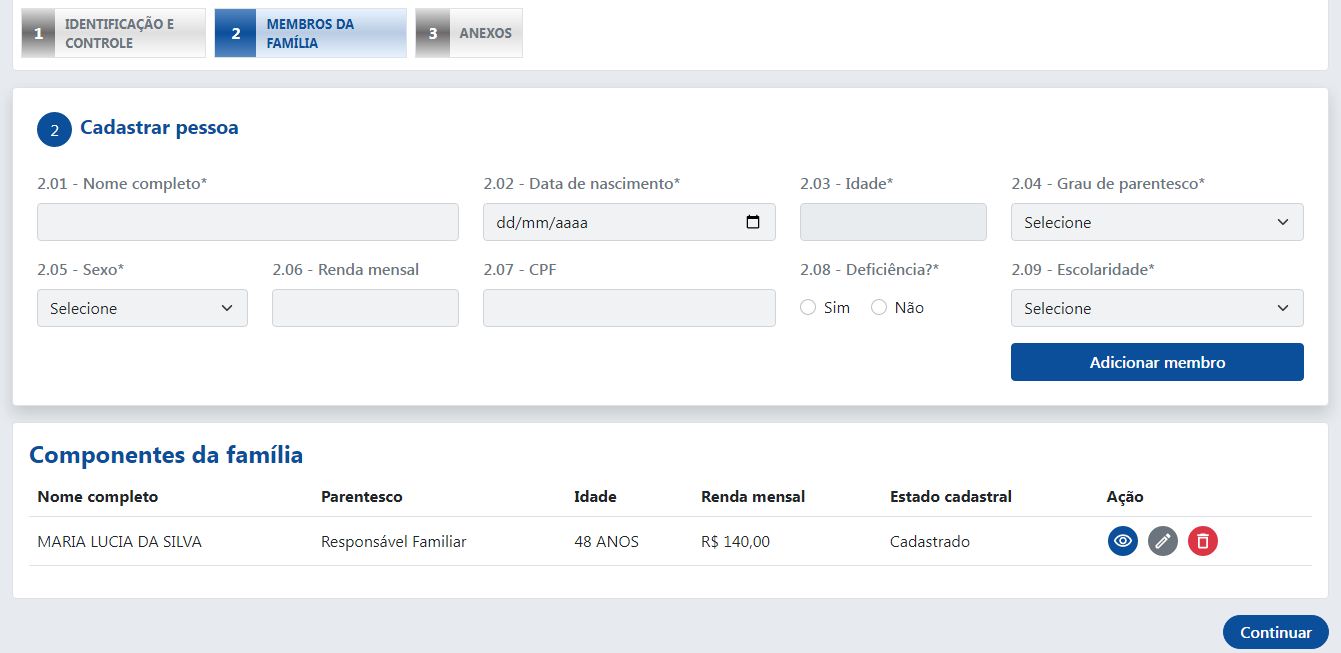 1
IDENTIFICAÇÃO E
CONTROLE
2
MEMBROS DA
FAMÍLIA
3
ANEXOS
2 Cadastrar pessoa
2.01 - Nome completo*
2.02 - Data de nascimento*
2.03 - Idade*
2.04 - Grau de parentesco*
dd/mm/aaaa
Selecione
2.05 - Sexo*
2.06 - Renda mensal
2.07 - CPF
2.08 - Deficiência?*
2.09 - Escolaridade*
Selecione
Sim
Não
Selecione
Adicionar membro
Componentes da família
Nome completo Parentesco Idade Renda mensal Estado cadastral Ação
MARIA LUCIA DA SILVA Responsável Familiar 48 ANOS R$ 140,00 Cadastrado
Continuar